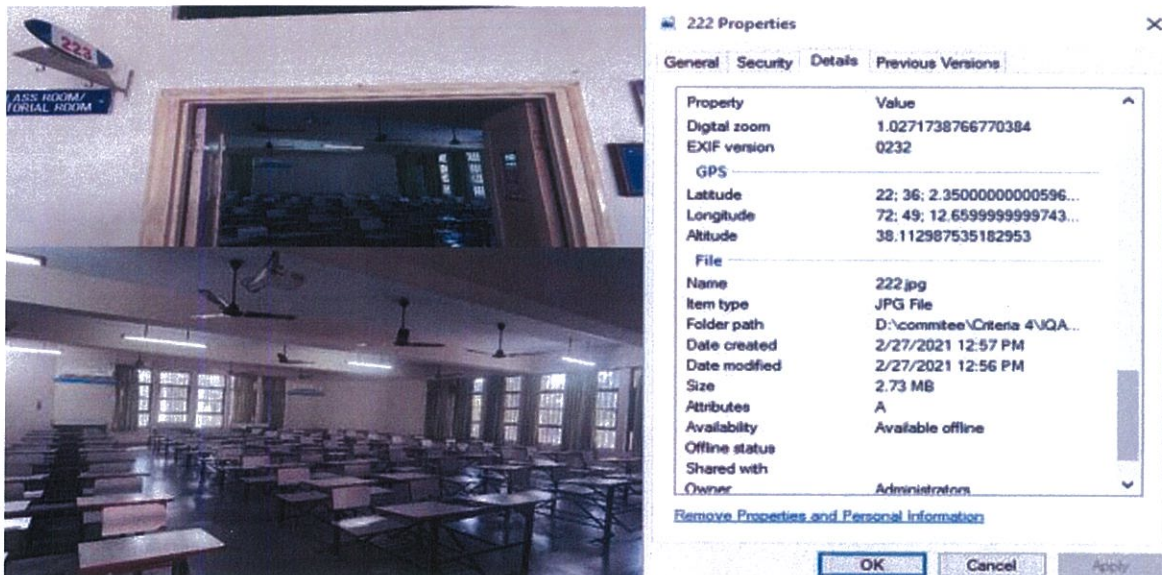 223
ASS ROOM/
TORIAL ROOM
222 Properties
General Security Details Previous Versions
Property Value
Digital zoom 1.0271738766770384
EXIF version 0232
GPS
Latitude 22; 36; 2.35000000000596...
Longitude 72; 49; 12.6599999999743...
Altitude 38.112987535182953
File
Name 222.jpg
Item type JPG File
Folder path D:\commitee\Criteria 4\IQA...
Date created 2/27/2021 12:57 PM
Date modified 2/27/2021 12:56 PM
Size 2.73 MB
Attributes A
Availability Available offline
Offline status
Shared with
Owner Administrators
Remove Properties and Personal Information
OK Cancel Apply